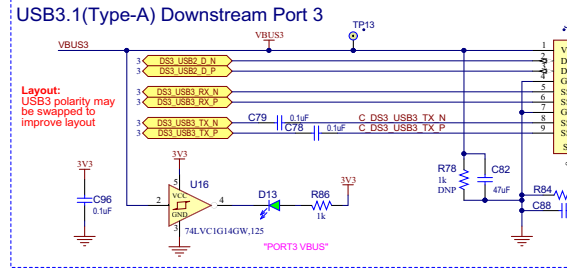 USB3.1(Type-A) Downstream Port 3
TP13
VBUS3
VBUS3
3 DS3_USB2_D_N
3 DS3_USB2_D_P
3 DS3_USB3_RX_N
3 DS3_USB3_RX_P
3 DS3_USB3_TX_N C79 0.1uF C_DS3_USB3_TX_N
3 DS3_USB3_TX_P C78 0.1uF C_DS3_USB3_TX_P
1 V
2 D
3 D
4 G
5 S
6 S
7 G
8 S
9 S
S
Layout:
USB3 polarity may
be swapped to
improve layout
3V3
C96
0.1uF
3V3
5
U16
VCC
GND
2
4
3
74LVC1G14GW,125
D13
R86
1k
3V3
"PORT3 VBUS"
R78
1k
DNP
C82
47uF
R84
C88